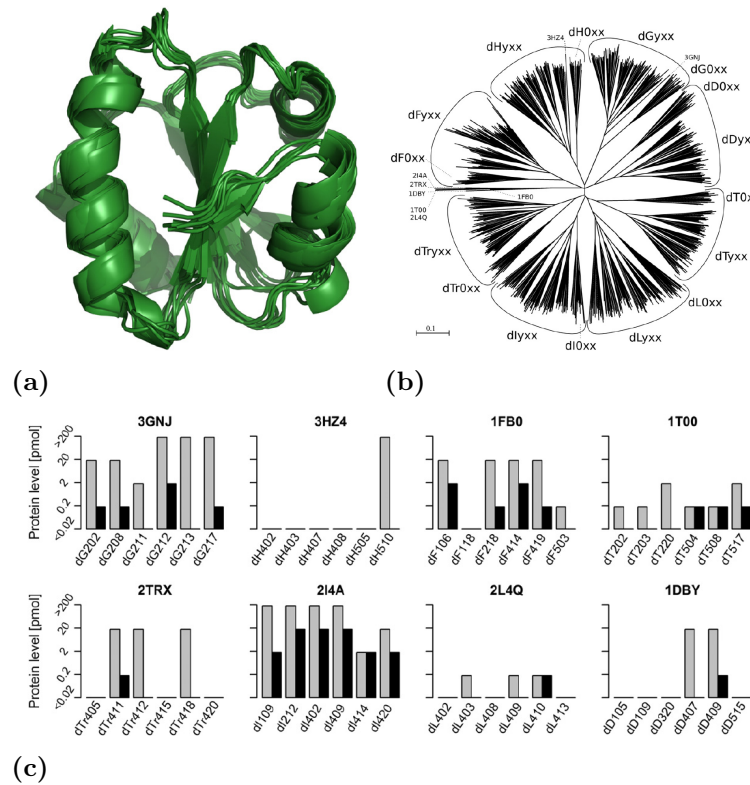 3HZ4
dH0xx
dGyxx
dHyxx
3GNJ
dG0xx
dD0xx
dFyxx
dDyx
dF0xx
2I4A
2TRX
1DBY
1FB0
dT0x
1T00
2L4Q
dTryxx
dTyxx
dTr0xx
dL0xx
0.1
dIyxx
dLyxx
dI0xx
(a)
(b)
3GNJ
3HZ4
1FB0
1T00
Protein level [pmol]
>200
20
2
0.2
<0.02
dG202
dG208
dG211
dG212
dG213
dG217
dH402
dH403
dH407
dH408
dH505
dH510
dF106
dF118
dF218
dF414
dF419
dF503
dT202
dT203
dT220
dT504
dT508
dT517
2TRX
2I4A
2L4Q
1DBY
Protein level [pmol]
>200
20
2
0.2
<0.02
dTr405
dTr411
dTr412
dTr415
dTr418
dTr420
dI109
dI212
dI402
dI409
dI414
dI420
dL402
dL403
dL408
dL409
dL410
dL413
dD105
dD109
dD320
dD407
dD409
dD515
(c)